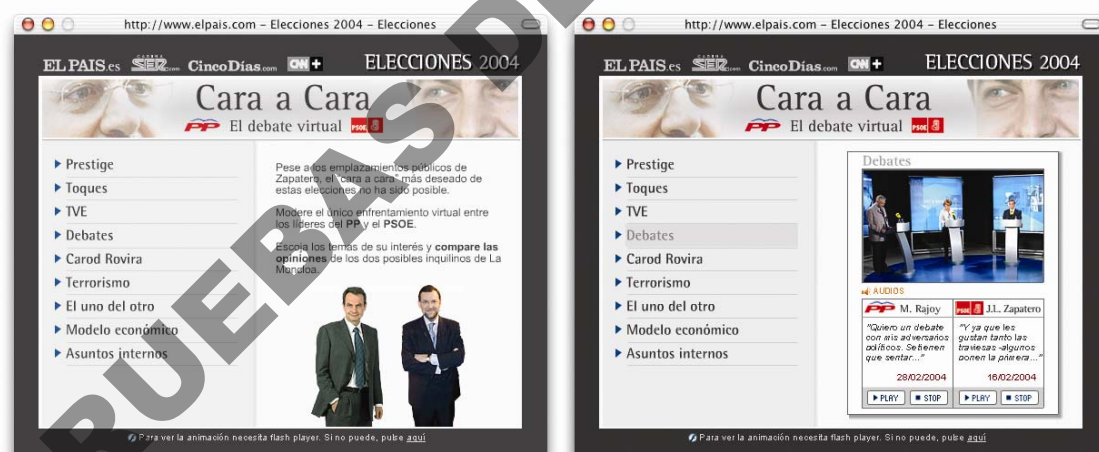 http://www.elpais.com – Elecciones 2004 – Elecciones
EL PAIS.es CADENA SER.com CincoDías.com CNN+ ELECCIONES 2004
Cara a Cara
PP El debate virtual PSOE
Prestige
Toques
TVE
Debates
Carod Rovira
Terrorismo
El uno del otro
Modelo económico
Asuntos internos
Pese a los emplazamientos públicos de
Zapatero, el "cara a cara" más deseado de
estas elecciones no ha sido posible.
Modere el único enfrentamiento virtual entre
los líderes del PP y el PSOE.
Escoja los temas de su interés y compare las
opiniones de los dos posibles inquilinos de La
Moncloa.
Para ver la animación necesita flash player. Si no puede, pulse aquí
http://www.elpais.com – Elecciones 2004 – Elecciones
EL PAIS.es CADENA SER.com CincoDías.com CNN+ ELECCIONES 2004
Cara a Cara
PP El debate virtual PSOE
Prestige
Toques
TVE
Debates
Carod Rovira
Terrorismo
El uno del otro
Modelo económico
Asuntos internos
Debates
AUDIOS
PP M. Rajoy
"Quiero un debate
con mis adversarios
políticos. Se tienen
que sentar..."
28/02/2004
PLAY STOP
PSOE J.L. Zapatero
"Y ya que les
gustan tanto las
traviesas -algunos
ponen la primera..."
16/02/2004
PLAY STOP
Para ver la animación necesita flash player. Si no puede, pulse aquí